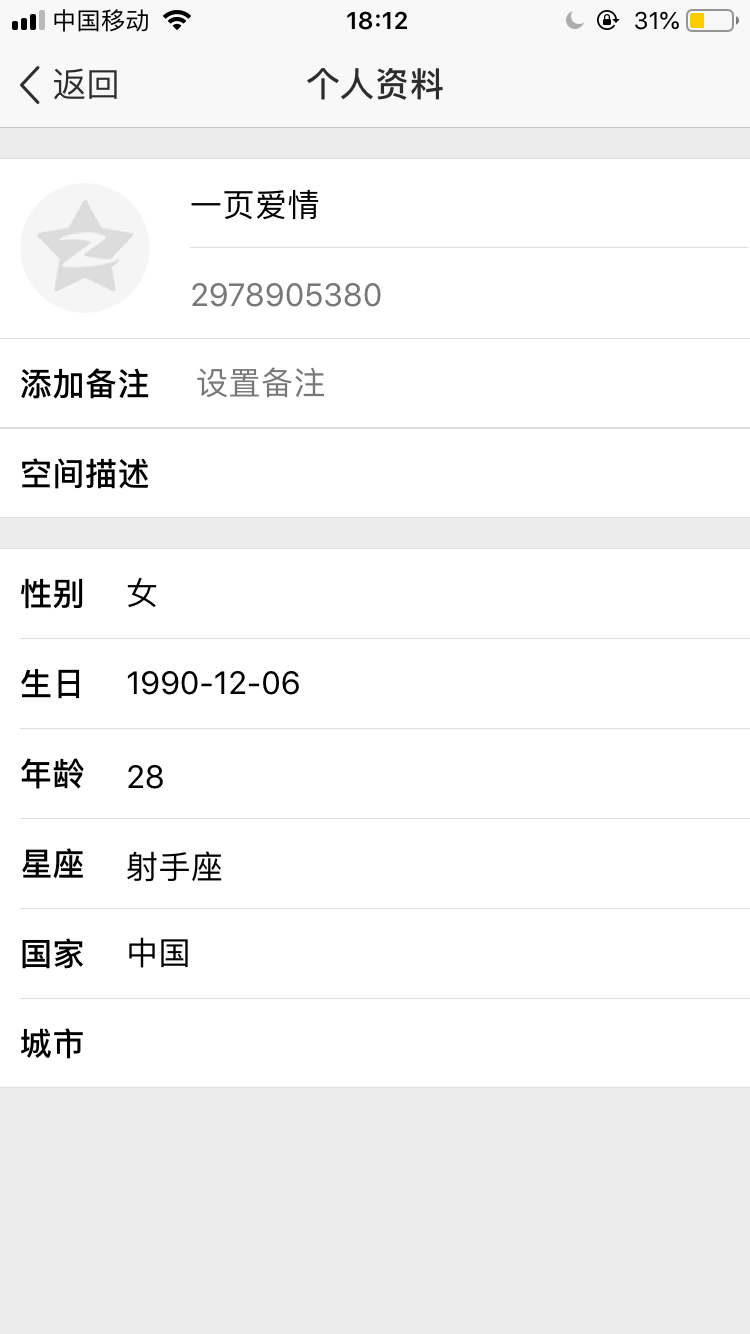 中国移动 18:12 31%
返回 个人资料
一页爱情
2978905380
添加备注 设置备注
空间描述
性别 女
生日 1990-12-06
年龄 28
星座 射手座
国家 中国
城市